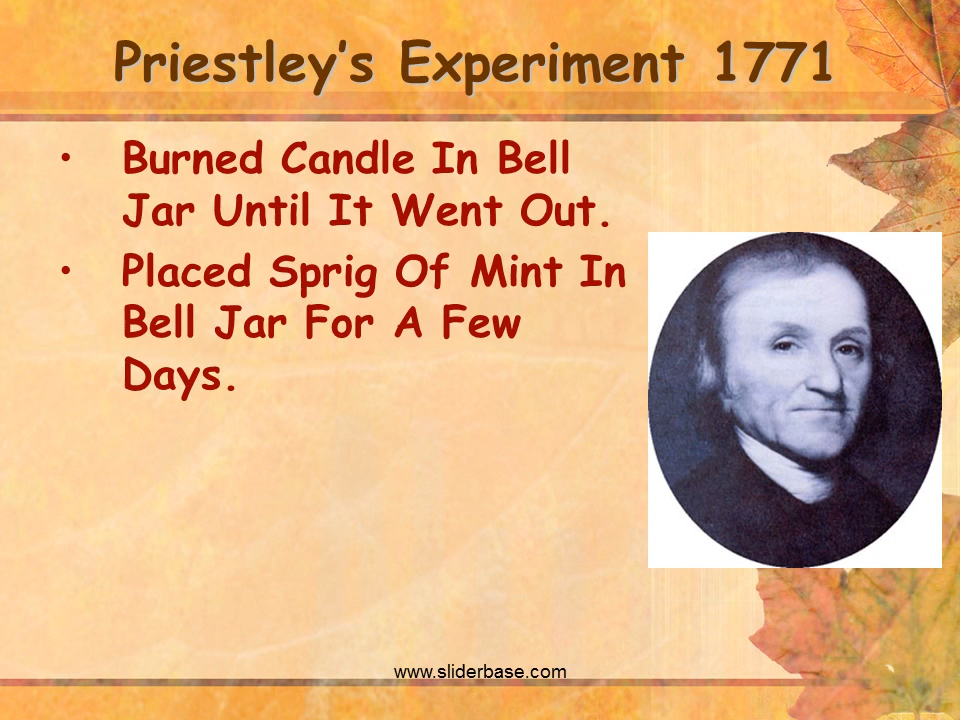 Priestley’s Experiment 1771
• Burned Candle In Bell
Jar Until It Went Out.
• Placed Sprig Of Mint In
Bell Jar For A Few
Days.
www.sliderbase.com